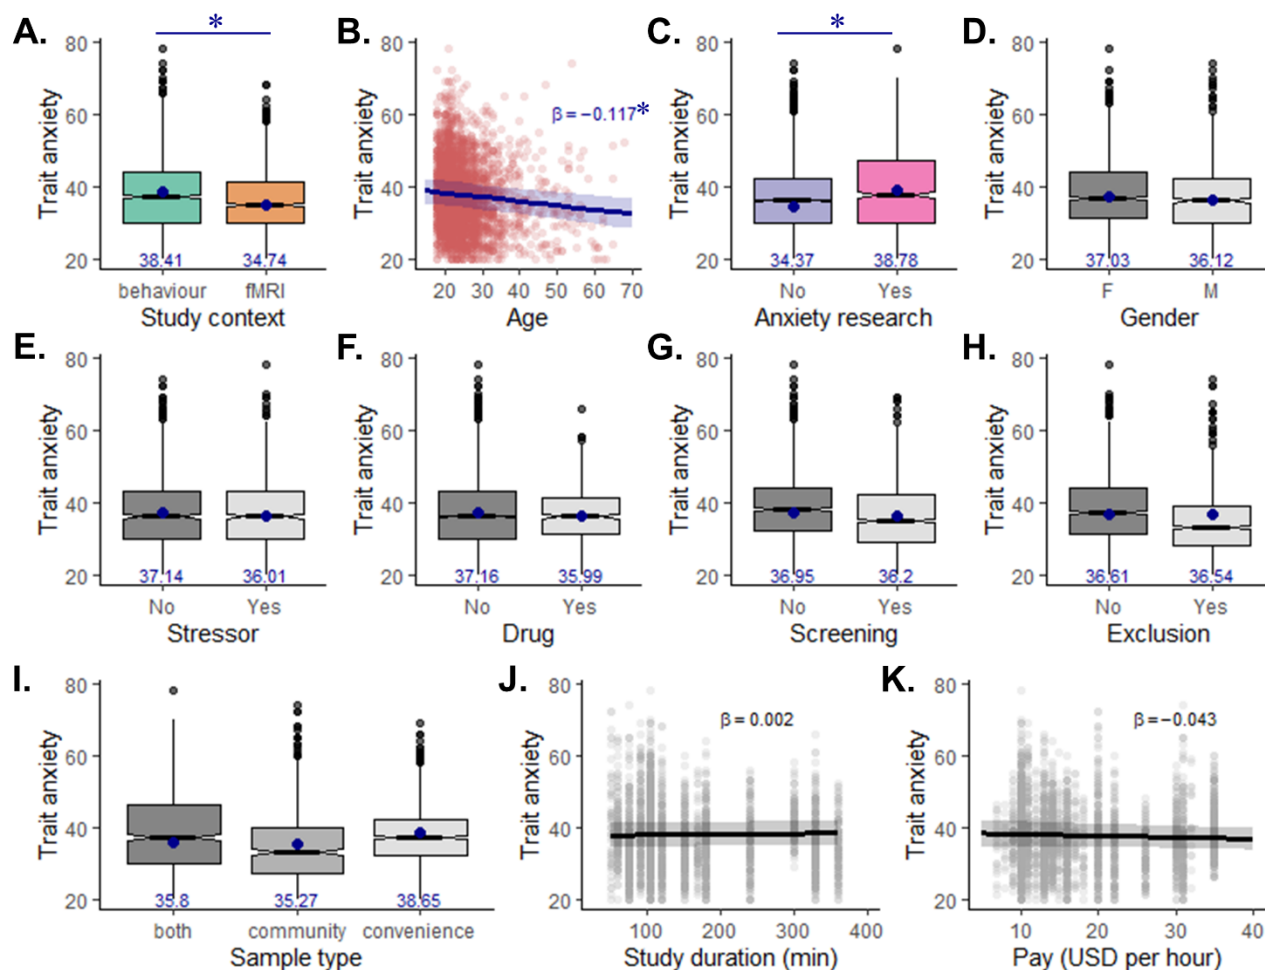 A.
*
80
60
40
20
Trait anxiety
38.41 34.74
behaviour fMRI
Study context
B.
80
60
40
20
Trait anxiety
β=−0.117*
20 30 40 50 60 70
Age
C.
*
80
60
40
20
Trait anxiety
34.37 38.78
No Yes
Anxiety research
D.
80
60
40
20
Trait anxiety
37.03 36.12
F M
Gender
E.
80
60
40
20
Trait anxiety
37.14 36.01
No Yes
Stressor
F.
80
60
40
20
Trait anxiety
37.16 35.99
No Yes
Drug
G.
80
60
40
20
Trait anxiety
36.95 36.2
No Yes
Screening
H.
80
60
40
20
Trait anxiety
36.61 36.54
No Yes
Exclusion
I.
80
60
40
20
Trait anxiety
35.8 35.27 38.65
both community convenience
Sample type
J.
80
60
40
20
Trait anxiety
β=0.002
100 200 300 400
Study duration (min)
K.
80
60
40
20
Trait anxiety
β=−0.043
10 20 30 40
Pay (USD per hour)